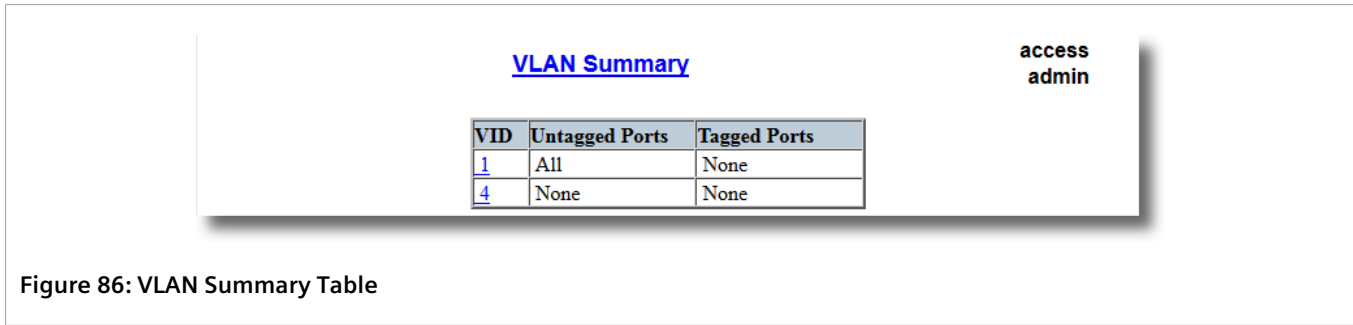 VLAN Summary
access
admin
VID Untagged Ports Tagged Ports
1 All None
4 None None
Figure 86: VLAN Summary Table